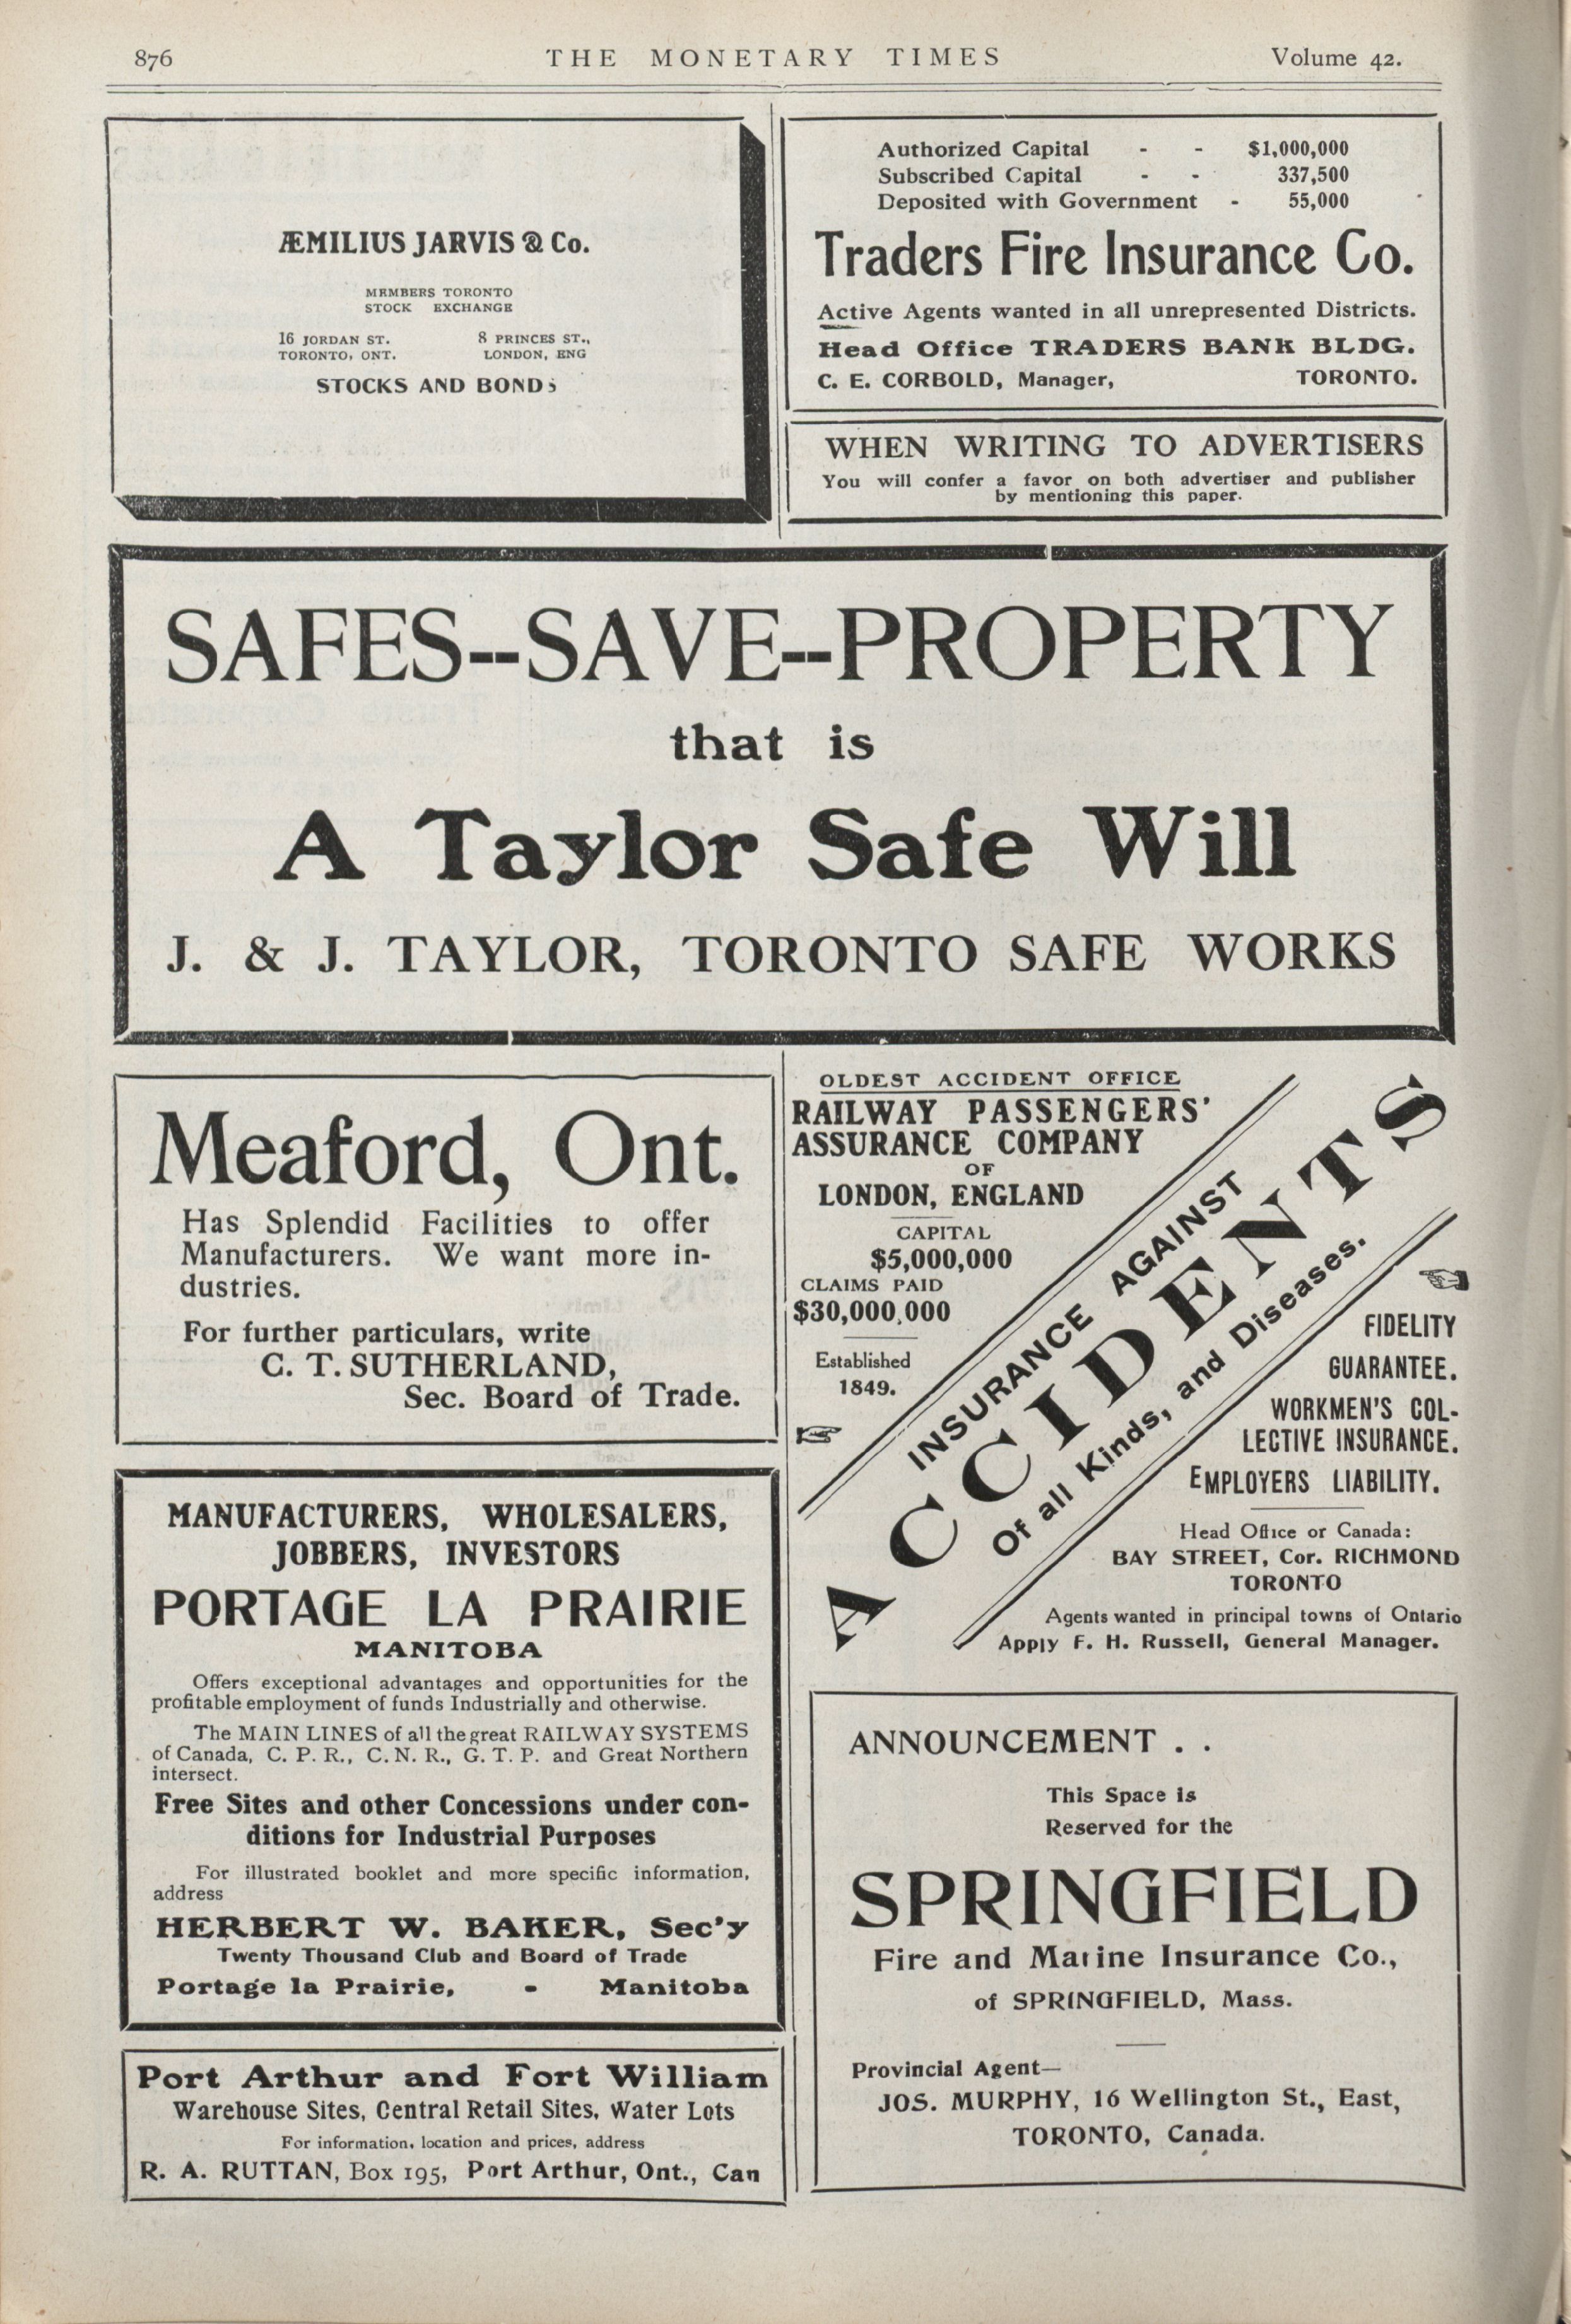 876
THE MONETARY TIMES
Volume 42.
ÆMILIUS JARVIS & Co.
MEMBERS TORONTO
STOCK EXCHANGE
16 JORDAN ST.
TORONTO, ONT.
8 PRINCES ST.,
LONDON, ENG
STOCKS AND BONDS
Authorized Capital - - $1,000,000
Subscribed Capital - - 337,500
Deposited with Government - 55,000
Traders Fire Insurance Co.
Active Agents wanted in all unrepresented Districts.
Head Office TRADERS BANK BLDG.
C. E. CORBOLD, Manager, TORONTO.
WHEN WRITING TO ADVERTISERS
You will confer a favor on both advertiser and publisher
by mentioning this paper.
SAFES--SAVE--PROPERTY
that is
A Taylor Safe Will
J. & J. TAYLOR, TORONTO SAFE WORKS
Meaford, Ont.
Has Splendid Facilities to offer
Manufacturers. We want more in-
dustries.
For further particulars, write
C. T. SUTHERLAND,
Sec. Board of Trade.
OLDEST ACCIDENT OFFICE
RAILWAY PASSENGERS'
ASSURANCE COMPANY
OF
LONDON, ENGLAND
CAPITAL
$5,000,000
CLAIMS PAID
$30,000,000
Established
1849.
INSURANCE AGAINST
ACCIDENTS
Of all Kinds, and Diseases.
FIDELITY
GUARANTEE.
WORKMEN'S COL-
LECTIVE INSURANCE.
EMPLOYERS LIABILITY.
Head Office or Canada:
BAY STREET, Cor. RICHMOND
TORONTO
Agents wanted in principal towns of Ontario
Apply F. H. Russell, General Manager.
MANUFACTURERS, WHOLESALERS,
JOBBERS, INVESTORS
PORTAGE LA PRAIRIE
MANITOBA
Offers exceptional advantages and opportunities for the
profitable employment of funds Industrially and otherwise.
The MAIN LINES of all the great RAILWAY SYSTEMS
of Canada, C. P. R., C. N. R., G. T. P. and Great Northern
intersect.
Free Sites and other Concessions under con-
ditions for Industrial Purposes
For illustrated booklet and more specific information,
address
HERBERT W. BAKER, Sec'y
Twenty Thousand Club and Board of Trade
Portage la Prairie, - Manitoba
ANNOUNCEMENT . .
This Space is
Reserved for the
SPRINGFIELD
Fire and Marine Insurance Co.,
of SPRINGFIELD, Mass.
Provincial Agent—
JOS. MURPHY, 16 Wellington St., East,
TORONTO, Canada.
Port Arthur and Fort William
Warehouse Sites, Central Retail Sites, Water Lots
For information, location and prices, address
R. A. RUTTAN, Box 195, Port Arthur, Ont., Can